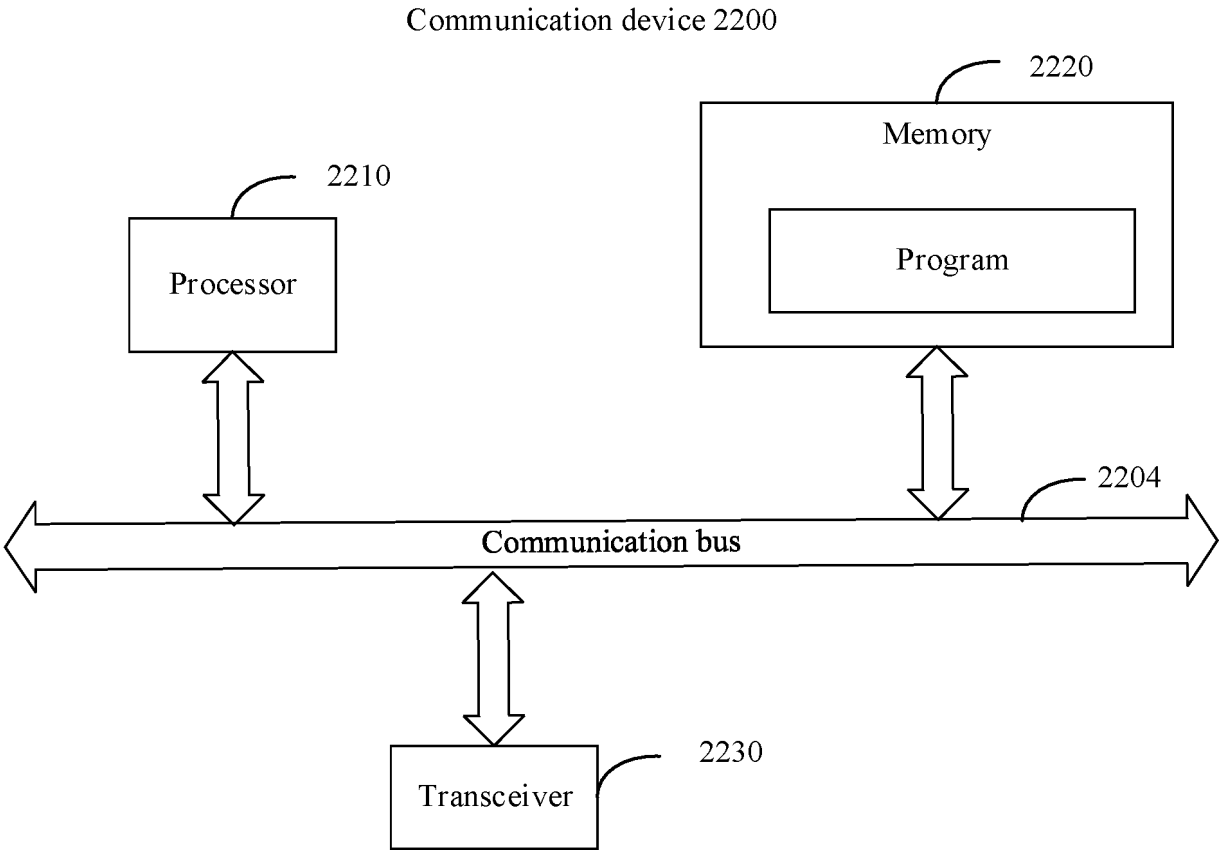 Communication device 2200
2220
Memory
2210
Program
Processor
2204
Communication bus
2230
Transceiver